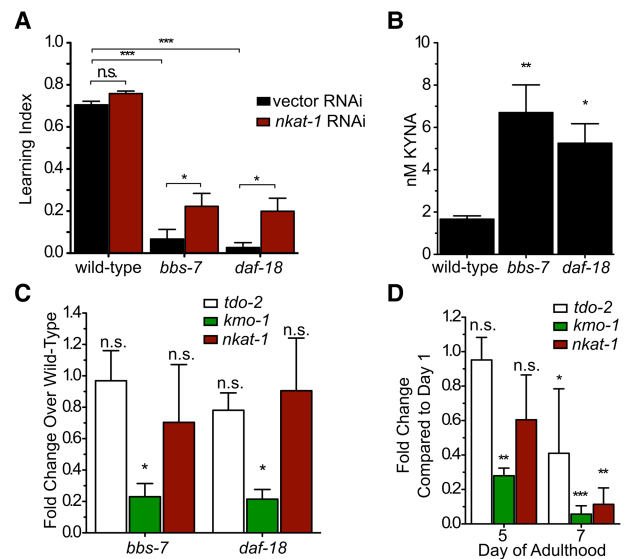 A
***
***
n.s.
*
*
1.0
0.8
0.6
0.4
0.2
0.0
Learning Index
vector RNAi
nkat-1 RNAi
wild-type bbs-7 daf-18
B
10
8
6
4
2
0
nM KYNA
**
*
wild-type bbs-7 daf-18
C
tdo-2
kmo-1
nkat-1
1.4
1.2
1.0
0.8
0.6
0.4
0.2
0.0
Fold Change Over Wild-Type
n.s. * n.s. n.s. * n.s.
bbs-7 daf-18
D
tdo-2
kmo-1
nkat-1
1.2
1.0
0.8
0.6
0.4
0.2
0.0
Fold Change
Compared to Day 1
n.s. ** n.s. * *** **
5 7
Day of Adulthood